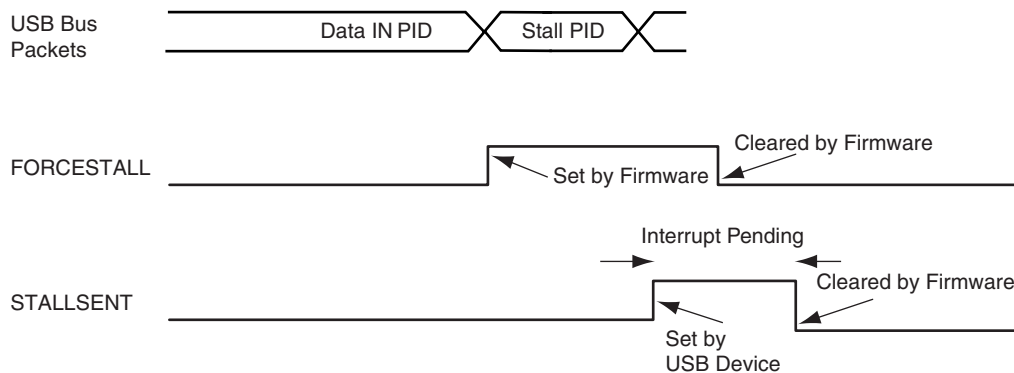 USB Bus
Packets
Data IN PID
Stall PID
FORCESTALL
Set by Firmware
Cleared by Firmware
Interrupt Pending
STALLSENT
Cleared by Firmware
Set by
USB Device